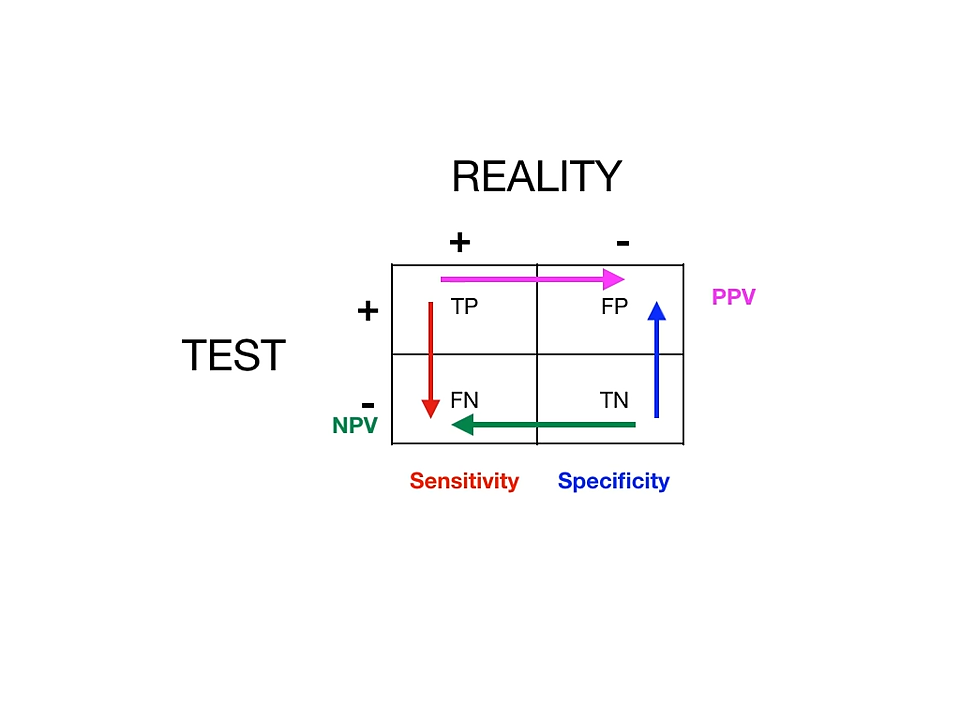 REALITY
+ -
+ TP FP PPV
TEST
- FN TN
NPV
Sensitivity Specificity